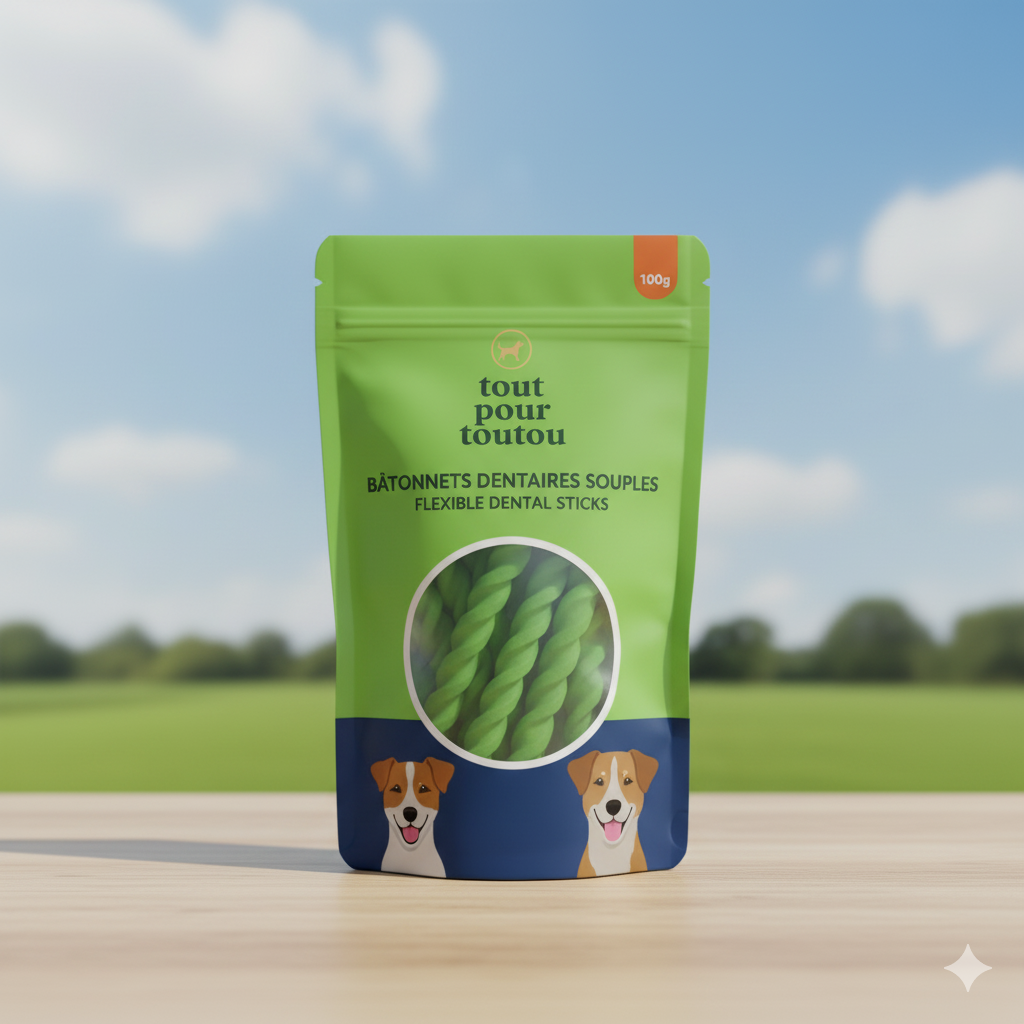 100g
tout
pour
toutou
BÂTONNETS DENTAIRES SOUPLES
FLEXIBLE DENTAL STICKS